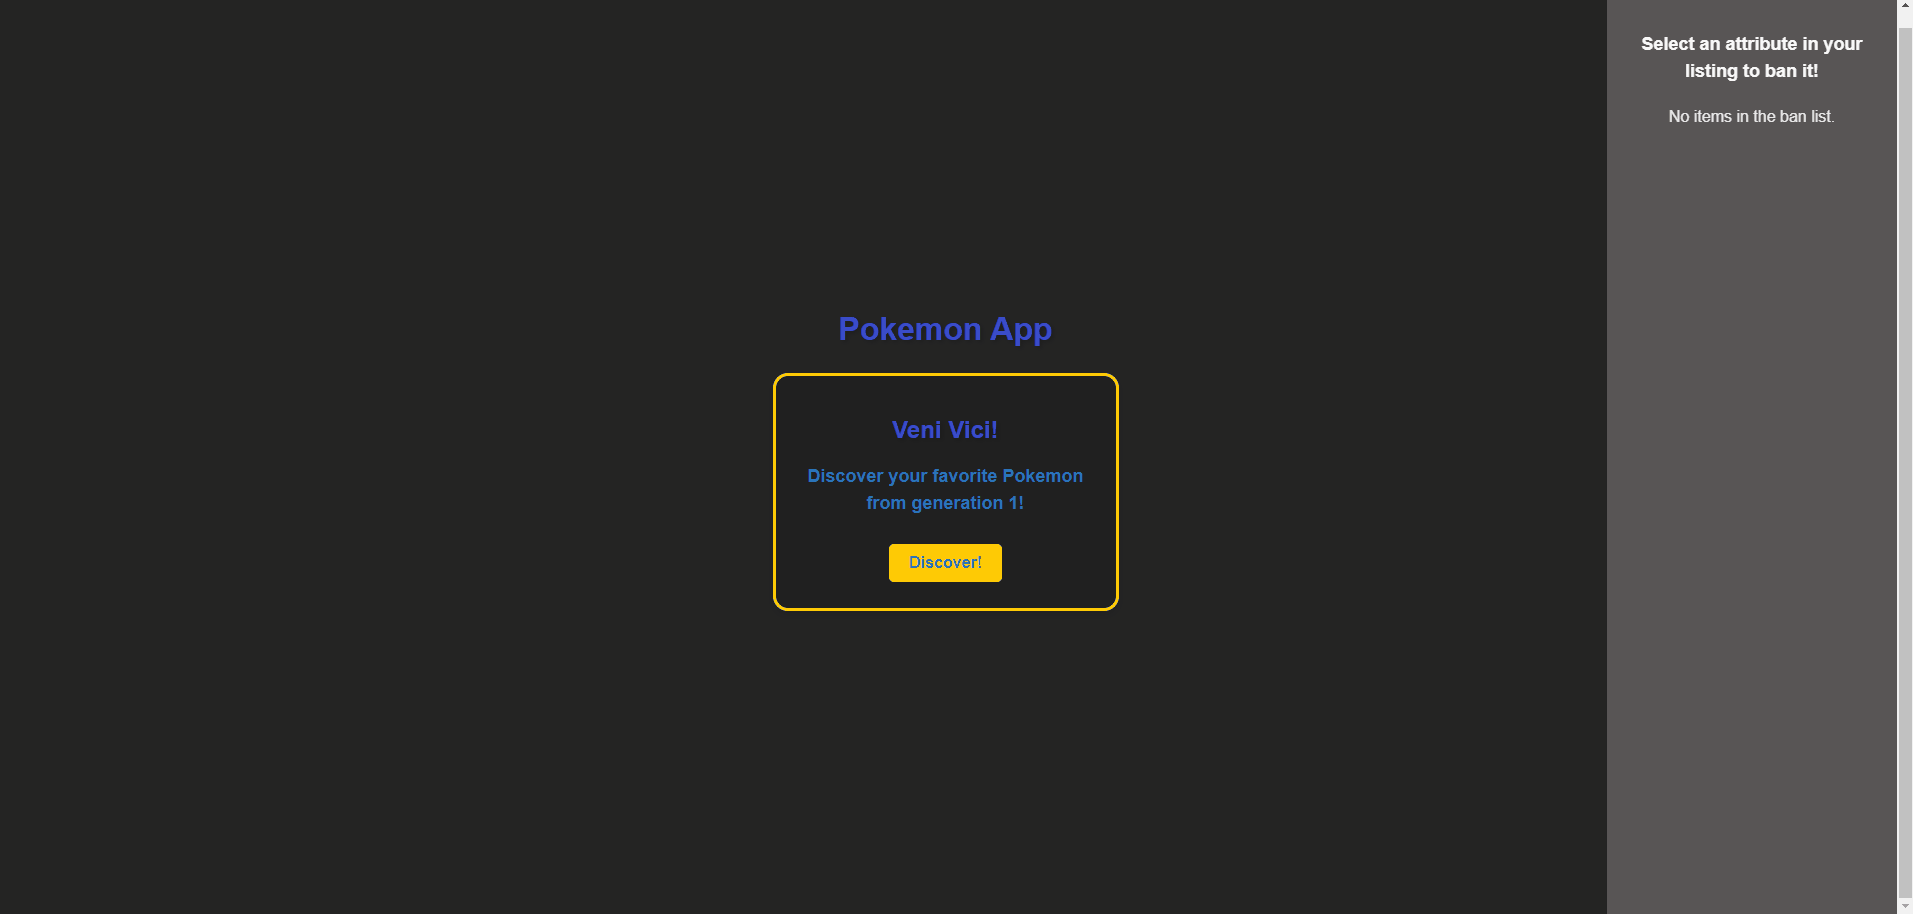 Pokemon App
Veni Vici!
Discover your favorite Pokemon
from generation 1!
Discover!
Select an attribute in your
listing to ban it!
No items in the ban list.